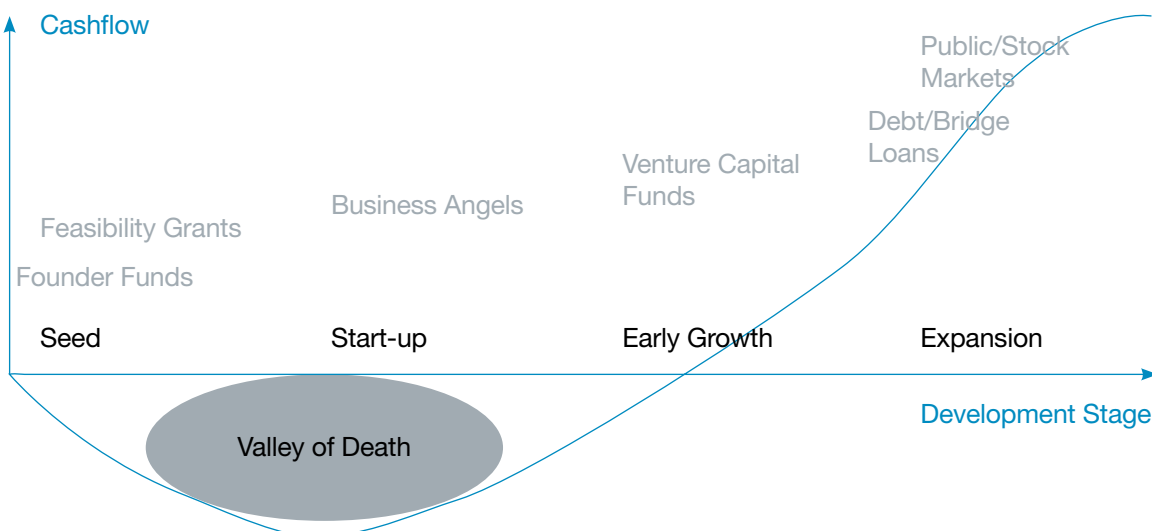 Cashflow
Public/Stock
Markets
Debt/Bridge
Loans
Venture Capital
Funds
Business Angels
Feasibility Grants
Founder Funds
Seed
Start-up
Early Growth
Expansion
Development Stage
Valley of Death